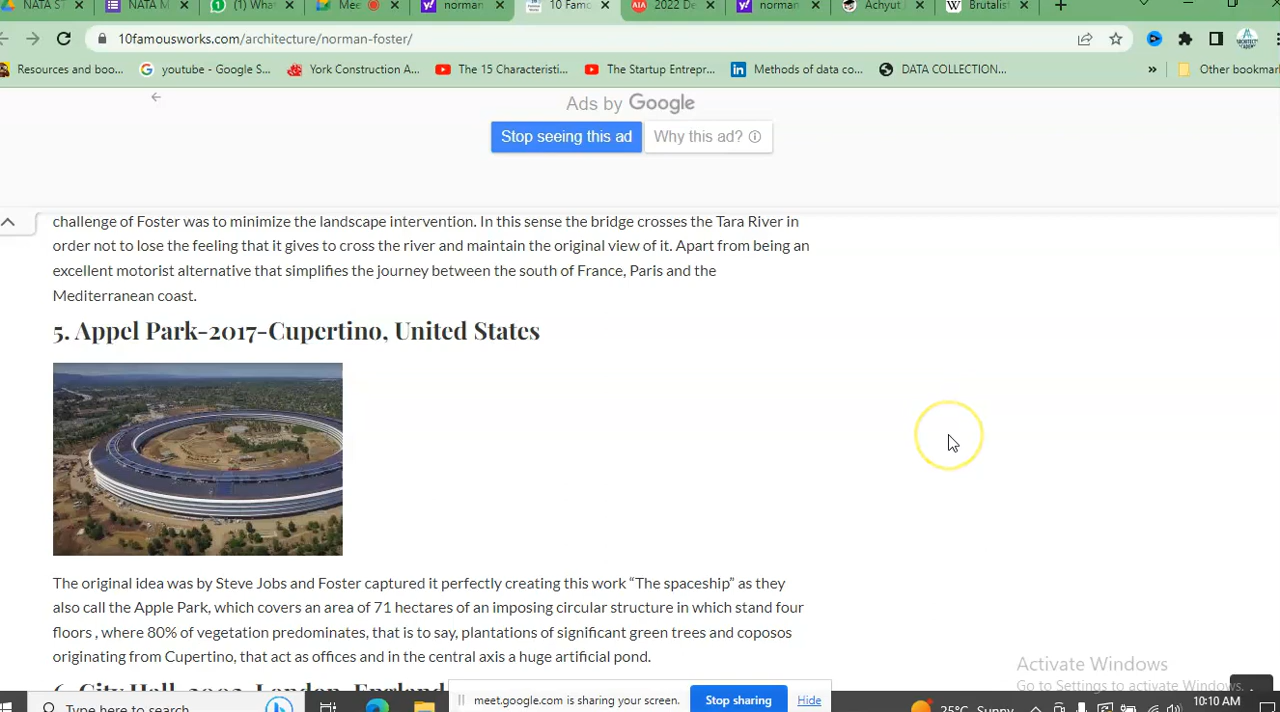 NATA ST
NATA M
(1) Wha
Mee
norman
10 Famo
2022 De
norman
Achyut
Brutalist
10famousworks.com/architecture/norman-foster/
Resources and boo...
youtube - Google S...
York Construction A...
The 15 Characteristi...
The Startup Entrepr...
Methods of data co...
DATA COLLECTION...
»
Other bookmar
Ads by Google
Stop seeing this ad
Why this ad?
challenge of Foster was to minimize the landscape intervention. In this sense the bridge crosses the Tara River in
order not to lose the feeling that it gives to cross the river and maintain the original view of it. Apart from being an
excellent motorist alternative that simplifies the journey between the south of France, Paris and the
Mediterranean coast.
5. Appel Park-2017-Cupertino, United States
The original idea was by Steve Jobs and Foster captured it perfectly creating this work “The spaceship” as they
also call the Apple Park, which covers an area of 71 hectares of an imposing circular structure in which stand four
floors , where 80% of vegetation predominates, that is to say, plantations of significant green trees and coposos
originating from Cupertino, that act as offices and in the central axis a huge artificial pond.
6. City Hall-2002- London, England
Activate Windows
Go to Settings to activate Windows.
meet.google.com is sharing your screen.
Stop sharing
Hide
Type here to search
25°C Sunny
10:10 AM